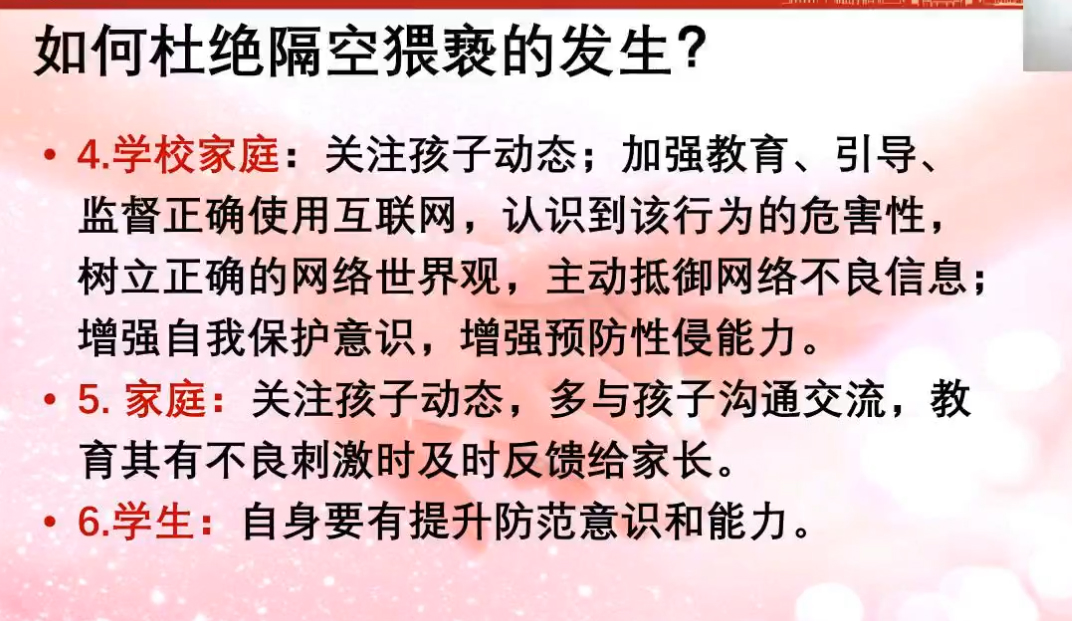 如何杜绝隔空猥亵的发生？
• 4.学校家庭：关注孩子动态；加强教育、引导、
监督正确使用互联网，认识到该行为的危害性，
树立正确的网络世界观，主动抵御网络不良信息；
增强自我保护意识，增强预防性侵能力。
• 5. 家庭：关注孩子动态，多与孩子沟通交流，教
育其有不良刺激时及时反馈给家长。
• 6.学生：自身要有提升防范意识和能力。